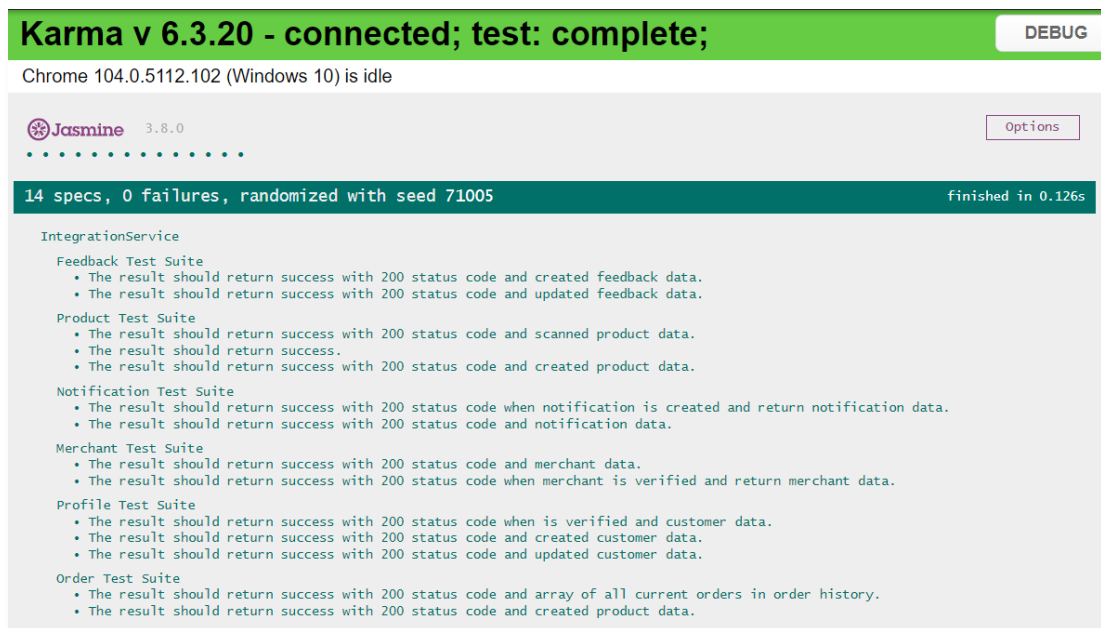 Karma v 6.3.20 - connected; test: complete;
DEBUG
Chrome 104.0.5112.102 (Windows 10) is idle
Jasmine 3.8.0
Options
14 specs, 0 failures, randomized with seed 71005
finished in 0.126s
IntegrationService
Feedback Test Suite
• The result should return success with 200 status code and created feedback data.
• The result should return success with 200 status code and updated feedback data.
Product Test Suite
• The result should return success with 200 status code and scanned product data.
• The result should return success.
• The result should return success with 200 status code and created product data.
Notification Test Suite
• The result should return success with 200 status code when notification is created and return notification data.
• The result should return success with 200 status code and notification data.
Merchant Test Suite
• The result should return success with 200 status code and merchant data.
• The result should return success with 200 status code when merchant is verified and return merchant data.
Profile Test Suite
• The result should return success with 200 status code when is verified and customer data.
• The result should return success with 200 status code and created customer data.
• The result should return success with 200 status code and updated customer data.
Order Test Suite
• The result should return success with 200 status code and array of all current orders in order history.
• The result should return success with 200 status code and created product data.